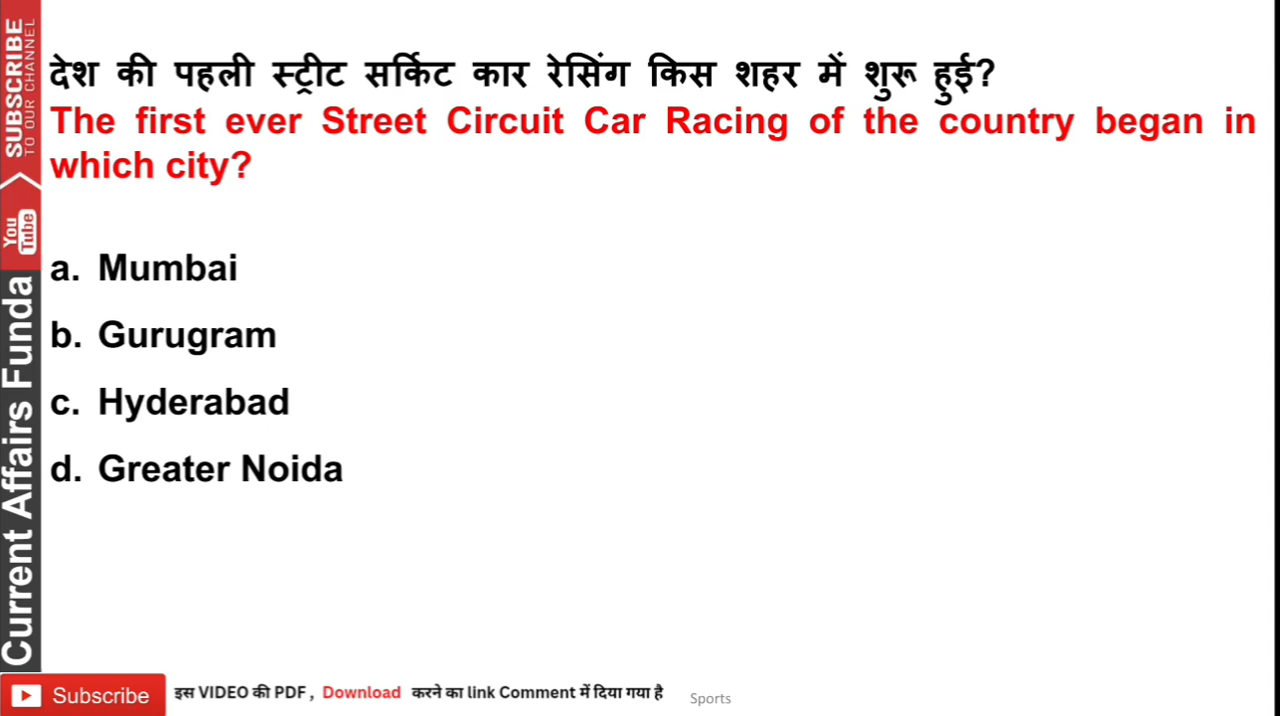 देश की पहली स्ट्रीट सर्किट कार रेसिंग किस शहर में शुरू हुई?
The first ever Street Circuit Car Racing of the country began in
which city?
a. Mumbai
b. Gurugram
c. Hyderabad
d. Greater Noida
SUBSCRIBE
TO OUR CHANNEL
You
Tube
Current Affairs Funda
Subscribe
इस VIDEO की PDF , Download करने का link Comment में दिया गया है
Sports